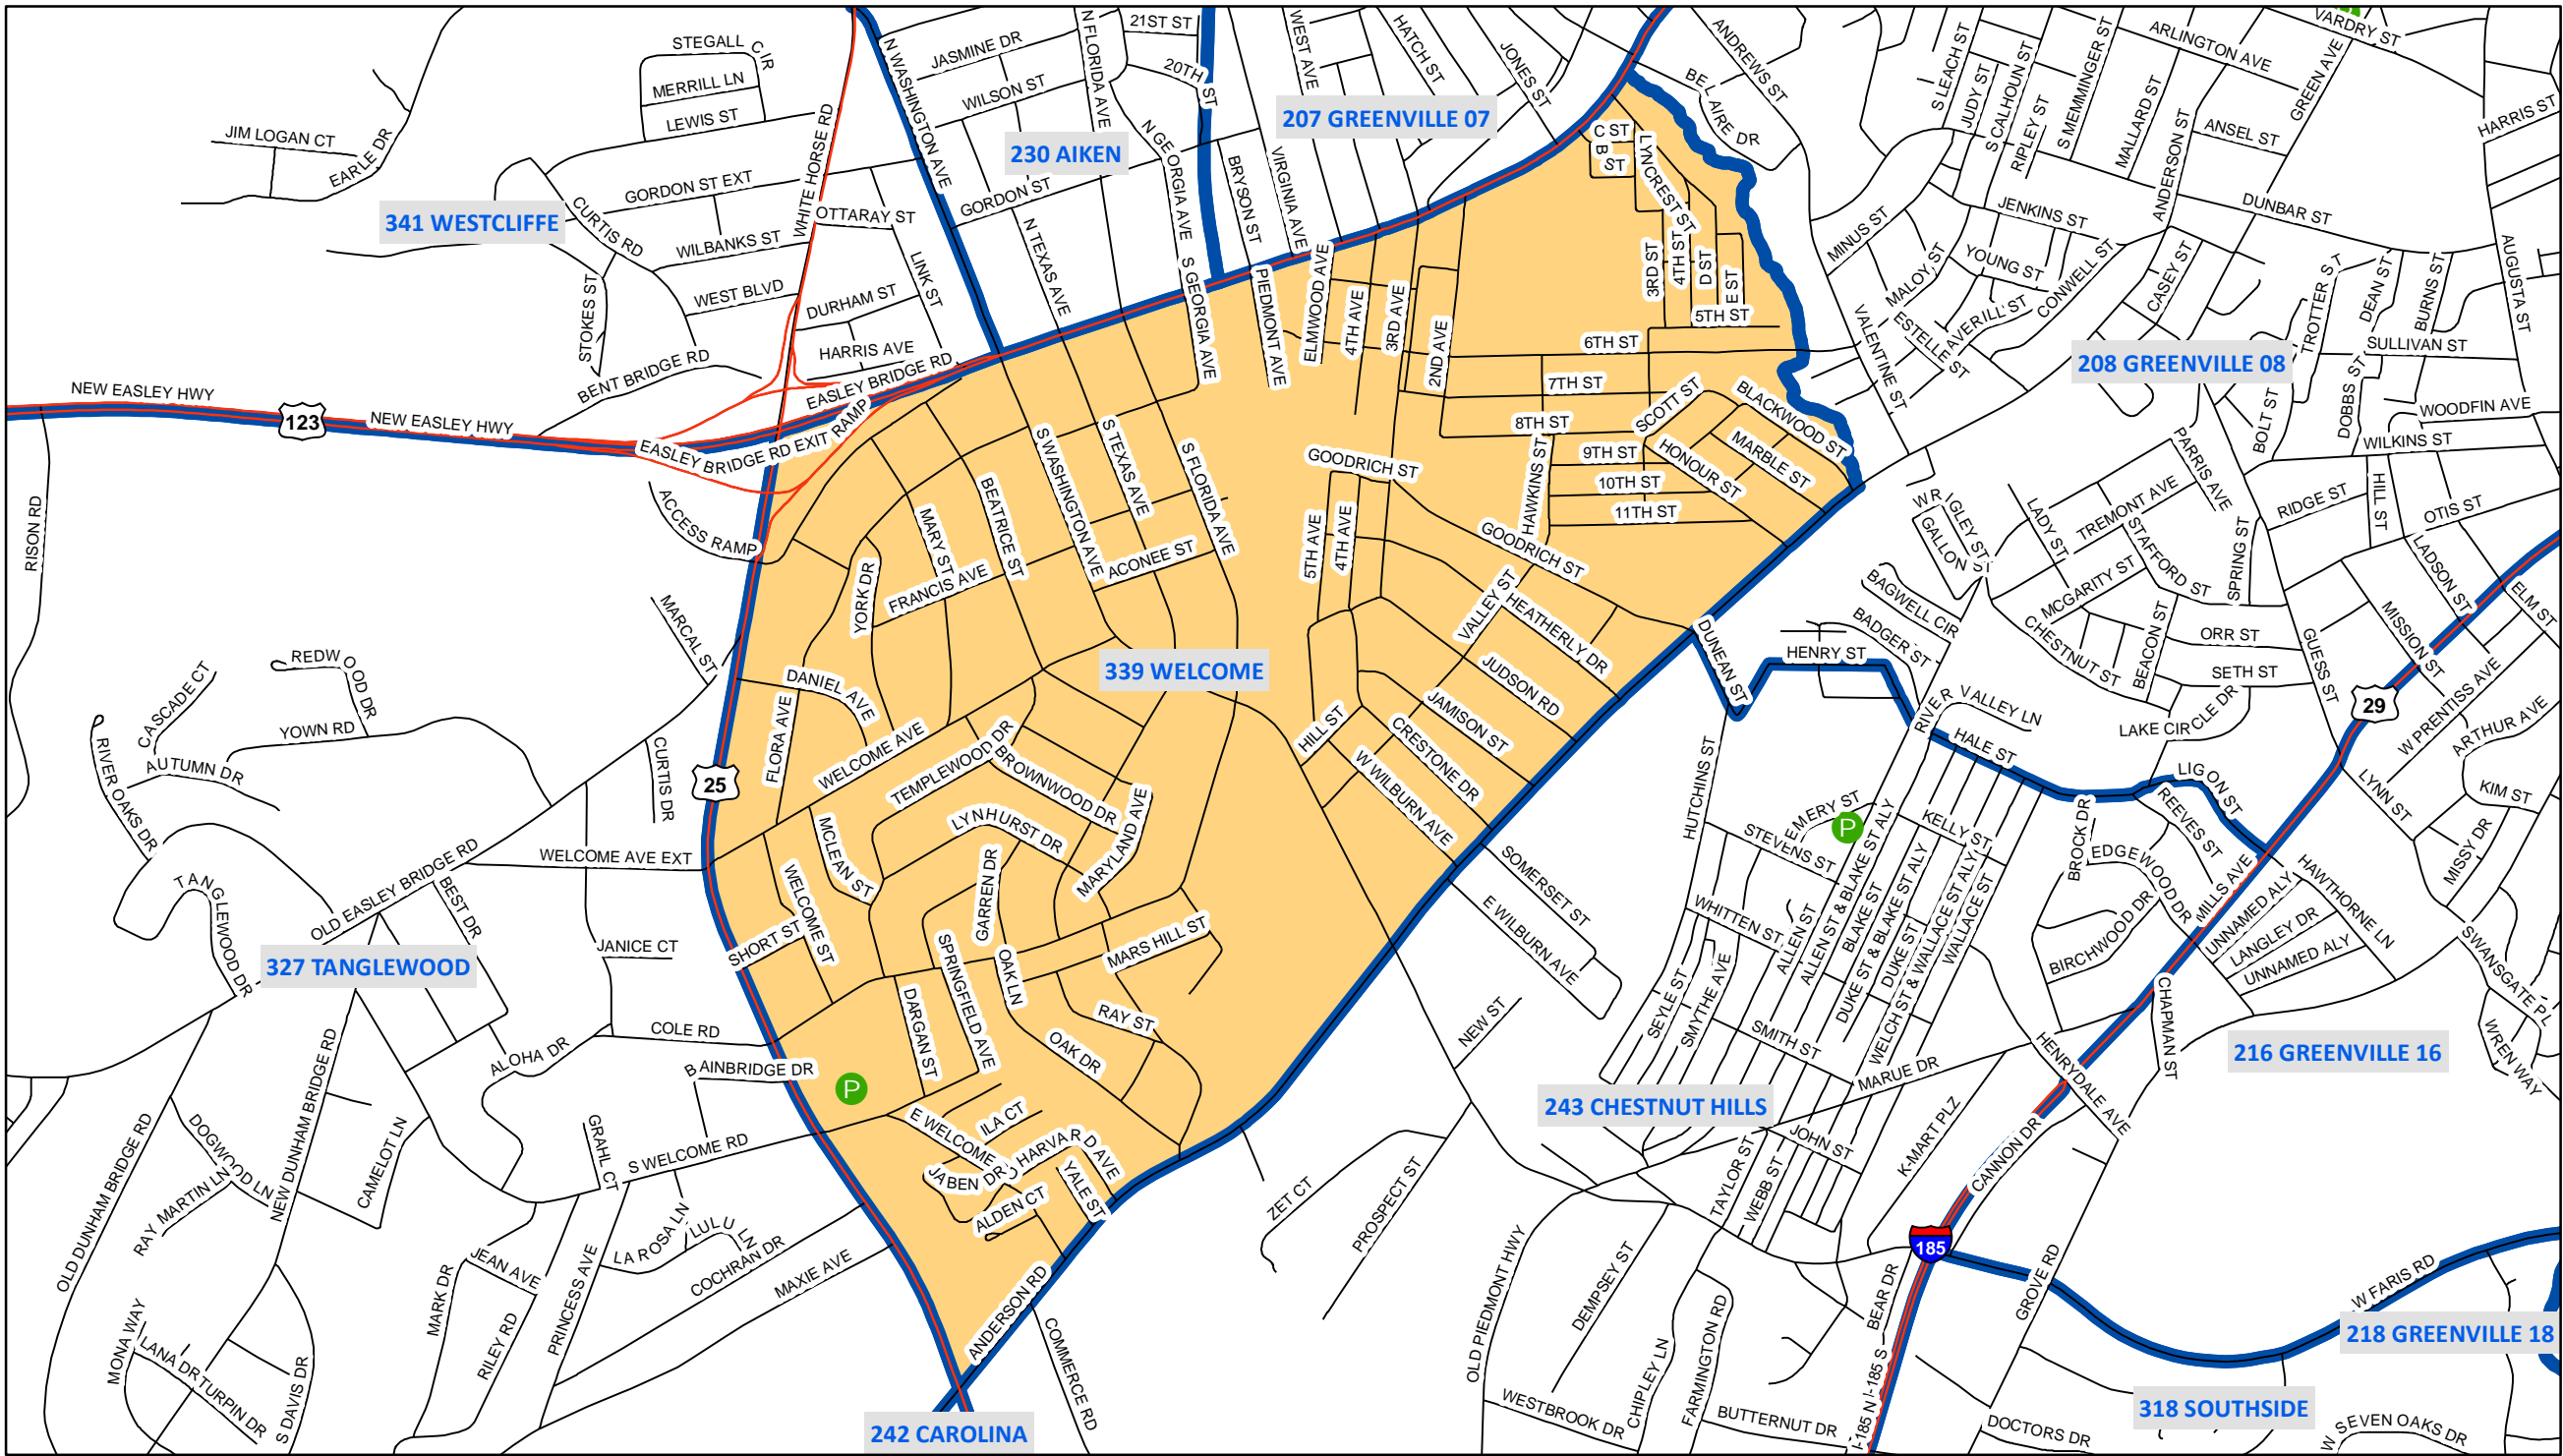 STEGALL CIR
MERRILL LN
LEWIS ST
JIM LOGAN CT
EARLE DR
341 WESTCLIFFE
GORDON ST EXT
CURTIS RD
WILBANKS ST
WEST BLVD
STOKES ST
BENT BRIDGE RD
WHITE HORSE RD
OTTARAY ST
LINK ST
DURHAM ST
HARRIS AVE
EASLEY BRIDGE RD
N WASHINGTON AVE
JASMINE DR
WILSON ST
N FLORIDA AVE
21ST ST
20TH ST
230 AIKEN
GORDON ST
N TEXAS AVE
N GEORGIA AVE
S GEORGIA AVE
BRYSON ST
VIRGINIA AVE
PIEDMONT AVE
WEST AVE
HATCH ST
JONES ST
207 GREENVILLE 07
ELMWOOD AVE
4TH AVE
3RD AVE
2ND AVE
C ST
B ST
LYNCREST ST
3RD ST
4TH ST
D ST
E ST
5TH ST
6TH ST
7TH ST
8TH ST
9TH ST
10TH ST
11TH ST
SCOTT ST
BLACKWOOD ST
MARBLE ST
HONOUR ST
HAWKINS ST
GOODRICH ST
GOODRICH ST
BEL AIRE DR
ANDREWS ST
S LEACH ST
JUDY ST
S CALHOUN ST
RIPLEY ST
S MEMMINGER ST
MALLARD ST
ARLINGTON AVE
VARDRY ST
GREEN AVE
ANSEL ST
ANDERSON ST
HARRIS ST
DUNBAR ST
AUGUSTA ST
JENKINS ST
MINUS ST
YOUNG ST
MALOY ST
CONWELL ST
AVERILL ST
ESTELLE ST
VALENTINE ST
CASEY ST
TROTTER ST
DEAN ST
BURNS ST
SULLIVAN ST
208 GREENVILLE 08
DOBBS ST
BOLT ST
WOODFIN AVE
WILKINS ST
PARRIS AVE
HILL ST
RIDGE ST
OTIS ST
NEW EASLEY HWY
123
NEW EASLEY HWY
EASLEY BRIDGE RD EXIT RAMP
ACCESS RAMP
RISON RD
MARCAL ST
CASCADE CT
REDWOOD DR
YOWN RD
AUTUMN DR
RIVER OAKS DR
TANGLEWOOD DR
CURTIS DR
25
WELCOME AVE EXT
OLD EASLEY BRIDGE RD
BEST DR
327 TANGLEWOOD
JANICE CT
COLE RD
ALOHA DR
BAINBRIDGE DR
S WELCOME RD
GRAHL CT
OLD DUNHAM BRIDGE RD
DOGWOOD LN
RAY MARTIN LN
NEW DUNHAM BRIDGE RD
CAMELOT LN
MONA WAY
LANA DR
TURPIN DR
S DAVIS DR
MARK DR
JEAN AVE
RILEY RD
PRINCESS AVE
LA ROSA LN
LULU LN
COCHRAN DR
MAXIE AVE
S WASHINGTON AVE
S TEXAS AVE
S FLORIDA AVE
BEATRICE ST
MARY ST
FRANCIS AVE
ACONEE ST
YORK DR
DANIEL AVE
FLORA AVE
WELCOME AVE
TEMPLEWOOD DR
BROWNWOOD DR
339 WELCOME
LYNHURST DR
MARYLAND AVE
MCLEAN ST
WELCOME ST
SHORT ST
GARREN DR
SPRINGFIELD AVE
OAK LN
MARS HILL ST
RAY ST
OAK DR
DARGAN ST
P
E WELCOME RD
ILA CT
HARVARD AVE
JABEN DR
YALE ST
ALDEN CT
ANDERSON RD
COMMERCE RD
242 CAROLINA
5TH AVE
4TH AVE
VALLEY ST
HEATHERLY DR
JUDSON RD
JAMISON ST
CRESTONE DR
HILL ST
W WILBURN AVE
SOMERSET ST
E WILBURN AVE
DUNEAN ST
HENRY ST
BAGWELL CIR
BADGER ST
WRIGLEY ST
GALLON ST
LADY ST
TREMONT AVE
STAFFORD ST
MCGARITY ST
CHESTNUT ST
BEACON ST
SPRING ST
ORR ST
SETH ST
GUESS ST
LAKE CIRCLE DR
LADSON ST
ELM ST
MISSION ST
29
W PRENTISS AVE
ARTHUR AVE
LYNN ST
KIM ST
MISSY DR
RIVER VALLEY LN
HALE ST
LIGON ST
REEVES ST
HUTCHINS ST
EMERY ST
P
STEVENS ST
KELLY ST
BROCK DR
EDGEWOOD DR
BIRCHWOOD DR
MILLS AVE
HAWTHORNE LN
UNNAMED ALY
LANGLEY DR
UNNAMED ALY
SWANSGATE PL
WREN WAY
WHITTEN ST
ALLEN ST
ALLEN ST & BLAKE ST ALY
BLAKE ST
DUKE ST & BLAKE ST ALY
DUKE ST
WELCH ST & WALLACE ST ALY
WALLACE ST
SEYLE ST
SMYTHE AVE
SMITH ST
MARUE DR
CHAPMAN ST
HENRYDALE AVE
216 GREENVILLE 16
NEW ST
243 CHESTNUT HILLS
JOHN ST
K-MART PLZ
CANNON DR
TAYLOR ST
WEBB ST
ZET CT
PROSPECT ST
OLD PIEDMONT HWY
DEMPSEY ST
CHIPLEY LN
FARMINGTON RD
WESTBROOK DR
BUTTERNUT DR
BEAR DR
185
I-185 N
I-185 S
GROVE RD
DOCTORS DR
W FARIS RD
218 GREENVILLE 18
318 SOUTHSIDE
W SEVEN OAKS DR